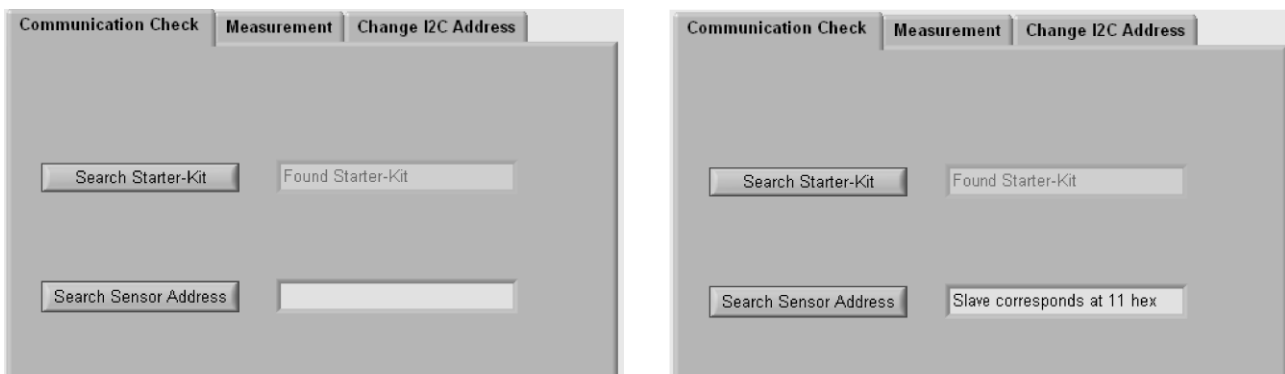 Communication Check Measurement Change I2C Address
Search Starter-Kit Found Starter-Kit
Search Sensor Address
Communication Check Measurement Change I2C Address
Search Starter-Kit Found Starter-Kit
Search Sensor Address Slave corresponds at 11 hex